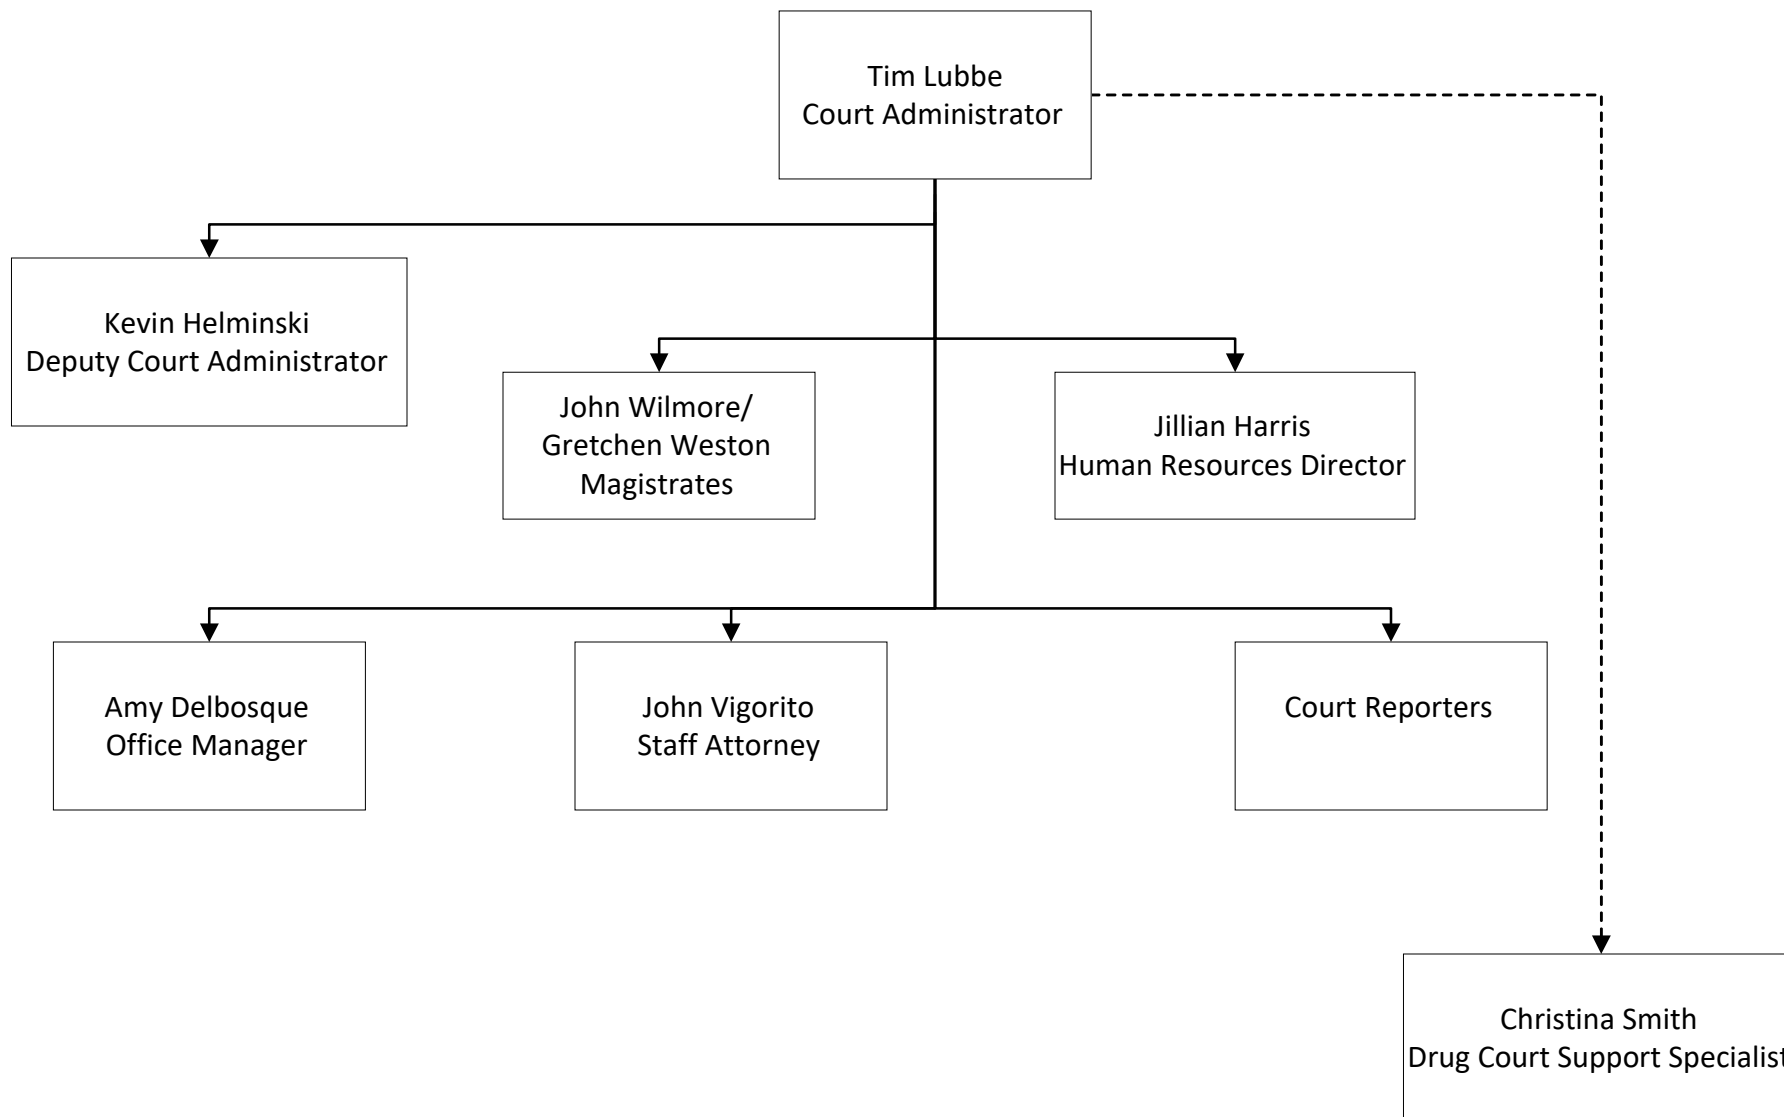 Tim Lubbe
Court Administrator
Kevin Helminski
Deputy Court Administrator
John Wilmore/
Gretchen Weston
Magistrates
Jillian Harris
Human Resources Director
Amy Delbosque
Office Manager
John Vigorito
Staff Attorney
Court Reporters
Christina Smith
Drug Court Support Specialist